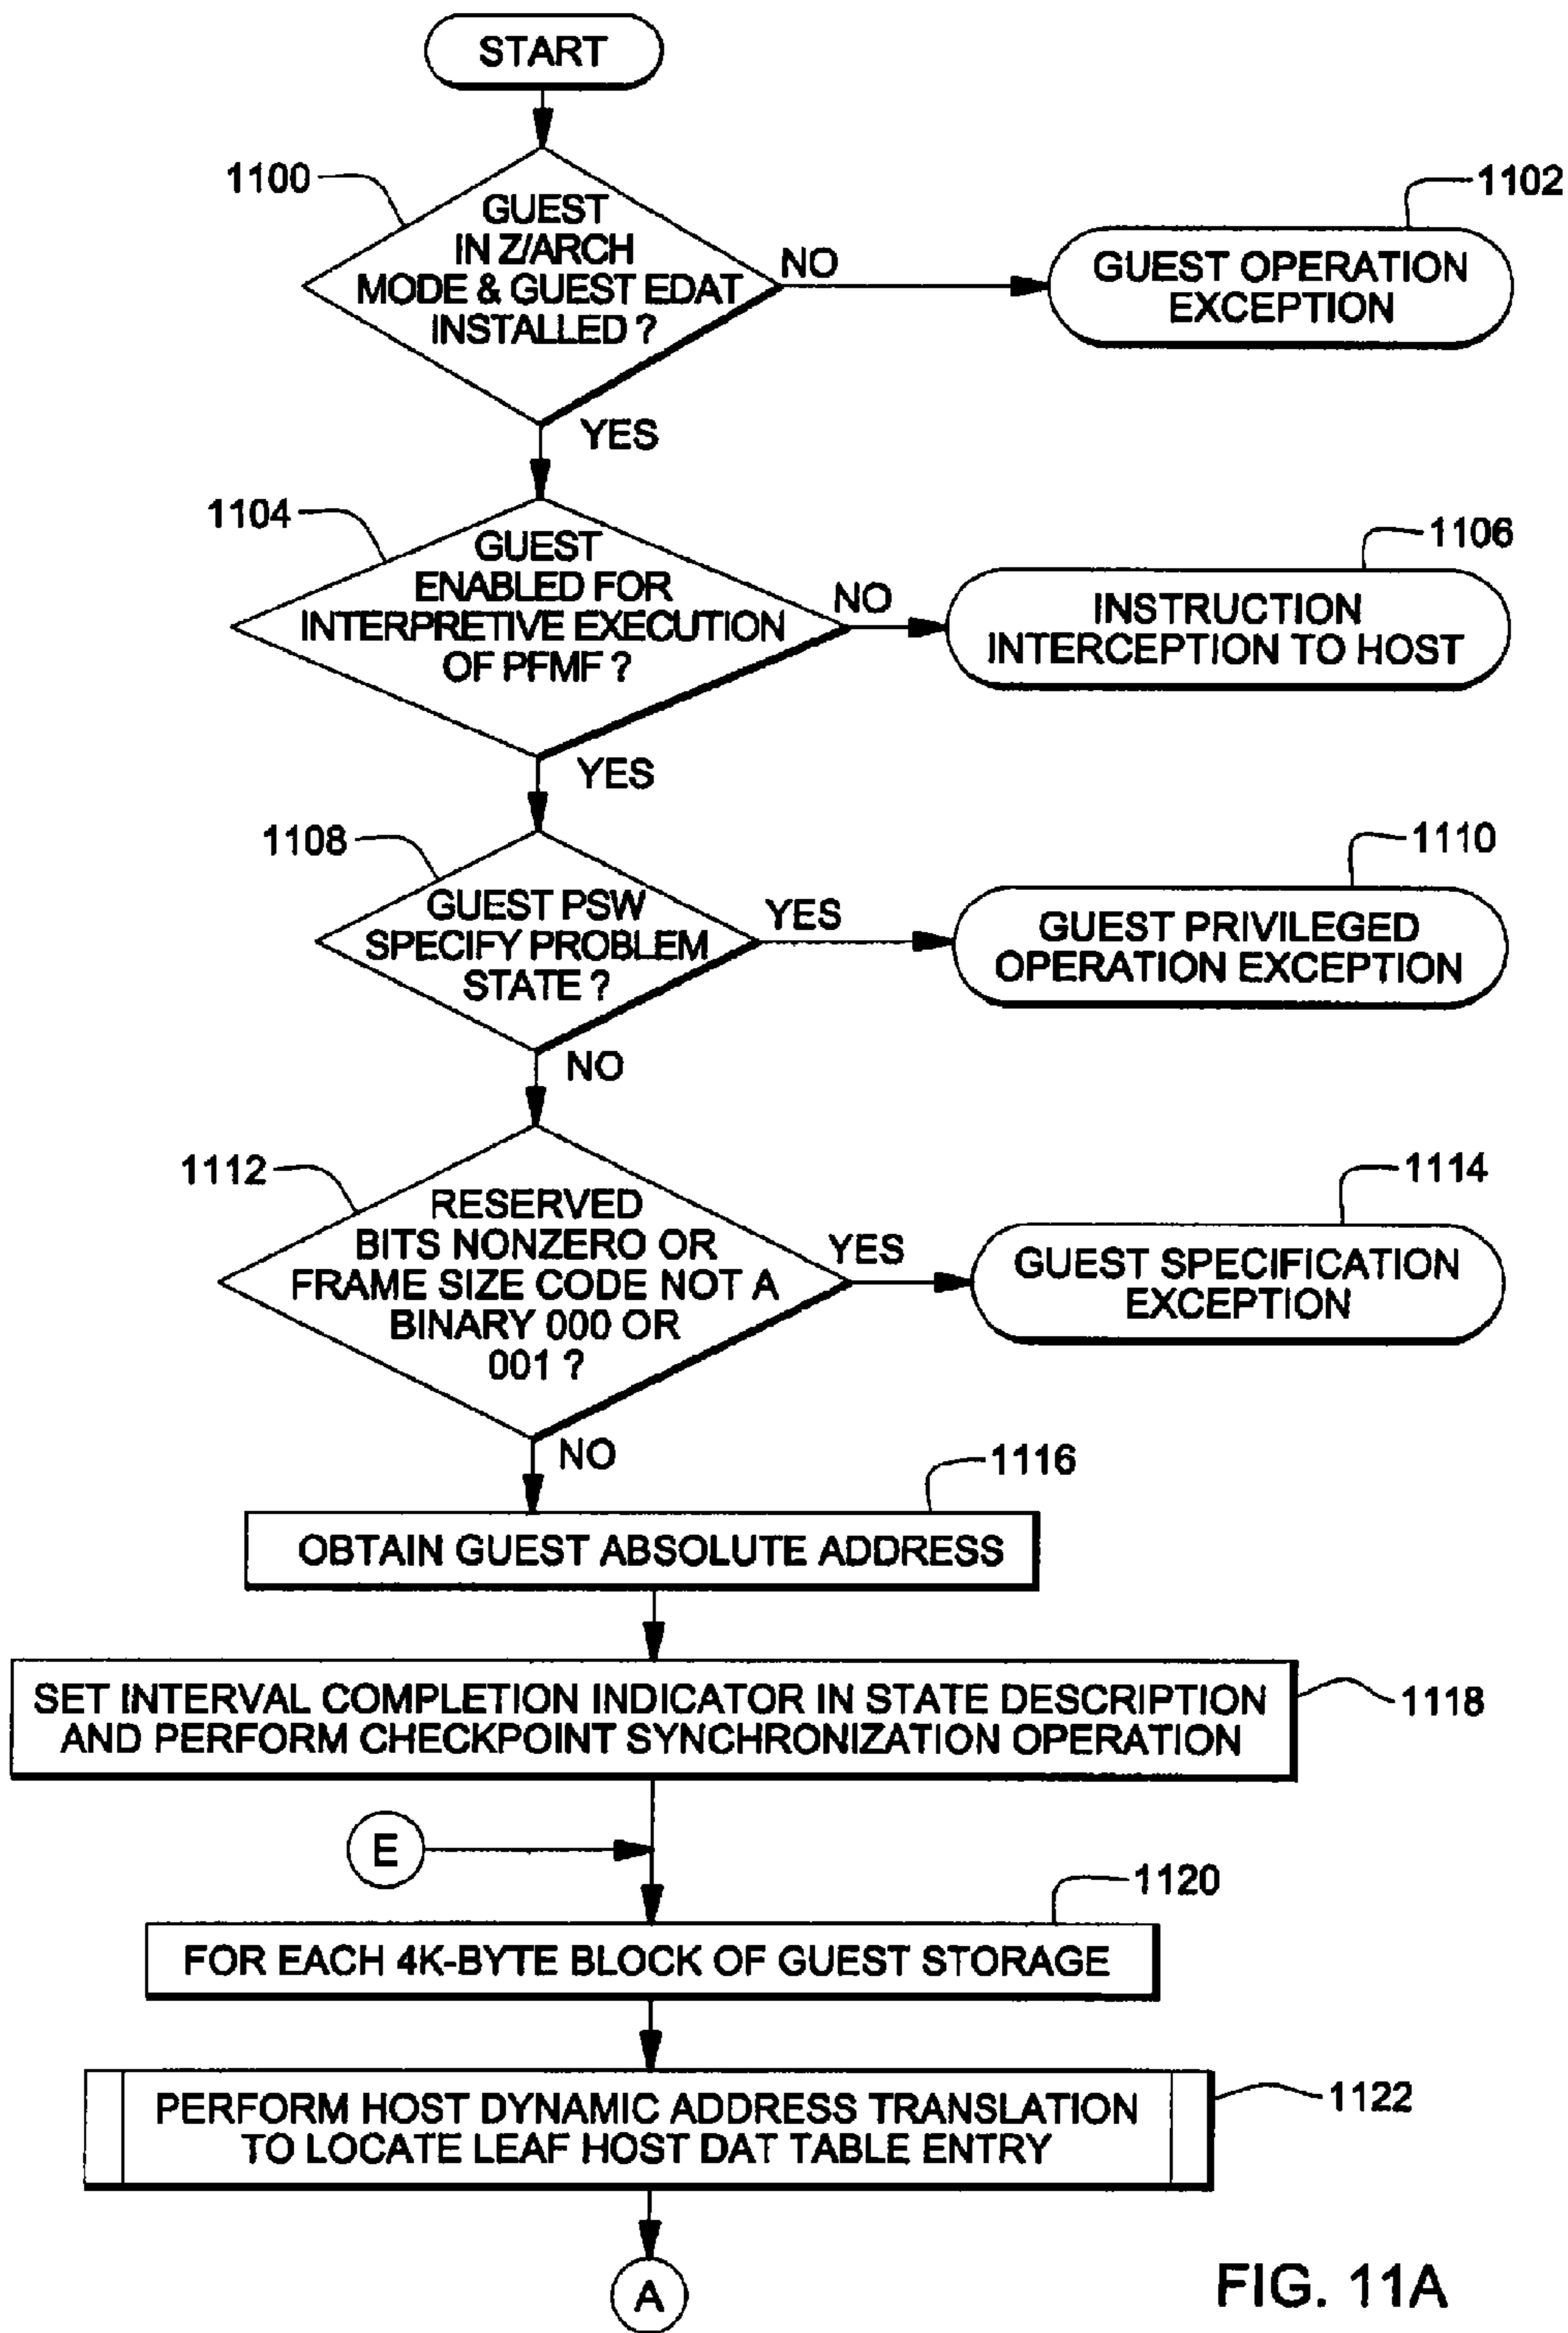 START
1100
GUEST
IN Z/ARCH
MODE & GUEST EDAT
INSTALLED ?
NO
1102
GUEST OPERATION
EXCEPTION
YES
1104
GUEST
ENABLED FOR
INTERPRETIVE EXECUTION
OF PFMF ?
NO
1106
INSTRUCTION
INTERCEPTION TO HOST
YES
1108
GUEST PSW
SPECIFY PROBLEM
STATE ?
YES
1110
GUEST PRIVILEGED
OPERATION EXCEPTION
NO
1112
RESERVED
BITS NONZERO OR
FRAME SIZE CODE NOT A
BINARY 000 OR
001 ?
YES
1114
GUEST SPECIFICATION
EXCEPTION
NO
1116
OBTAIN GUEST ABSOLUTE ADDRESS
SET INTERVAL COMPLETION INDICATOR IN STATE DESCRIPTION
AND PERFORM CHECKPOINT SYNCHRONIZATION OPERATION
1118
E
1120
FOR EACH 4K-BYTE BLOCK OF GUEST STORAGE
PERFORM HOST DYNAMIC ADDRESS TRANSLATION
TO LOCATE LEAF HOST DAT TABLE ENTRY
1122
A
FIG. 11A